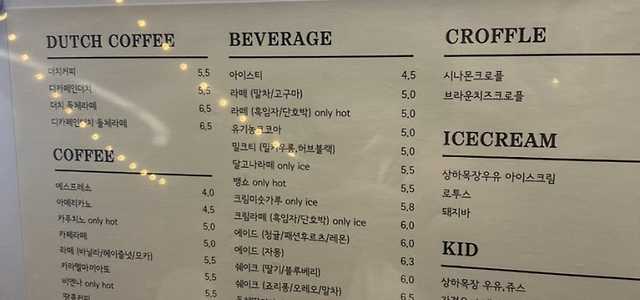 DUTCH COFFEE
더치커피 5,5
디카페인더치 5,5
더치 돌체라떼 6,5
디카페인더치 돌체라떼 6,5
COFFEE
에스프레소 4,0
아메리카노 4,5
카푸치노 only hot 5,0
카페라떼 5,0
라떼 (바닐라/헤이즐넛/모카) 5,5
카라멜마끼아또 5,5
비엔나 only hot 5,5
BEVERAGE
아이스티 4,5
라떼 (말차/고구마) 5,0
라떼 (흑임자/단호박) only hot 5,0
유기농코코아 5,0
밀크티 (밀키우롱,허브블랙) 5,0
달고나라떼 only ice 5,5
뱅쇼 only hot 5,5
크림미숫가루 only ice 5,8
크림라떼 (흑임자/단호박) only ice 6,0
에이드 (청귤/패션후르츠/레몬) 6,0
에이드 (자몽) 6,3
쉐이크 (딸기/블루베리) 6,0
쉐이크 (죠리퐁/오레오/말차) 6,5
CROFFLE
시나몬크로플
브라운치즈크로플
ICECREAM
상하목장우유 아이스크림
로투스
돼지바
KID
상하목장 우유,쥬스